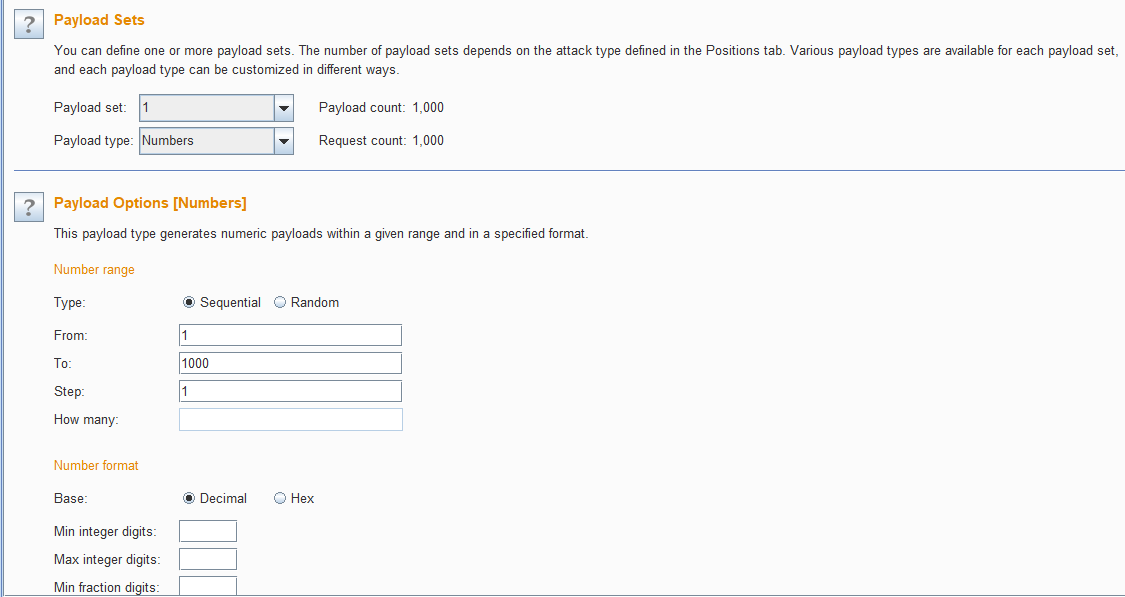 ? Payload Sets
You can define one or more payload sets. The number of payload sets depends on the attack type defined in the Positions tab. Various payload types are available for each payload set,
and each payload type can be customized in different ways.
Payload set: 1 Payload count: 1,000
Payload type: Numbers Request count: 1,000
? Payload Options [Numbers]
This payload type generates numeric payloads within a given range and in a specified format.
Number range
Type: Sequential Random
From: 1
To: 1000
Step: 1
How many:
Number format
Base: Decimal Hex
Min integer digits:
Max integer digits:
Min fraction digits: